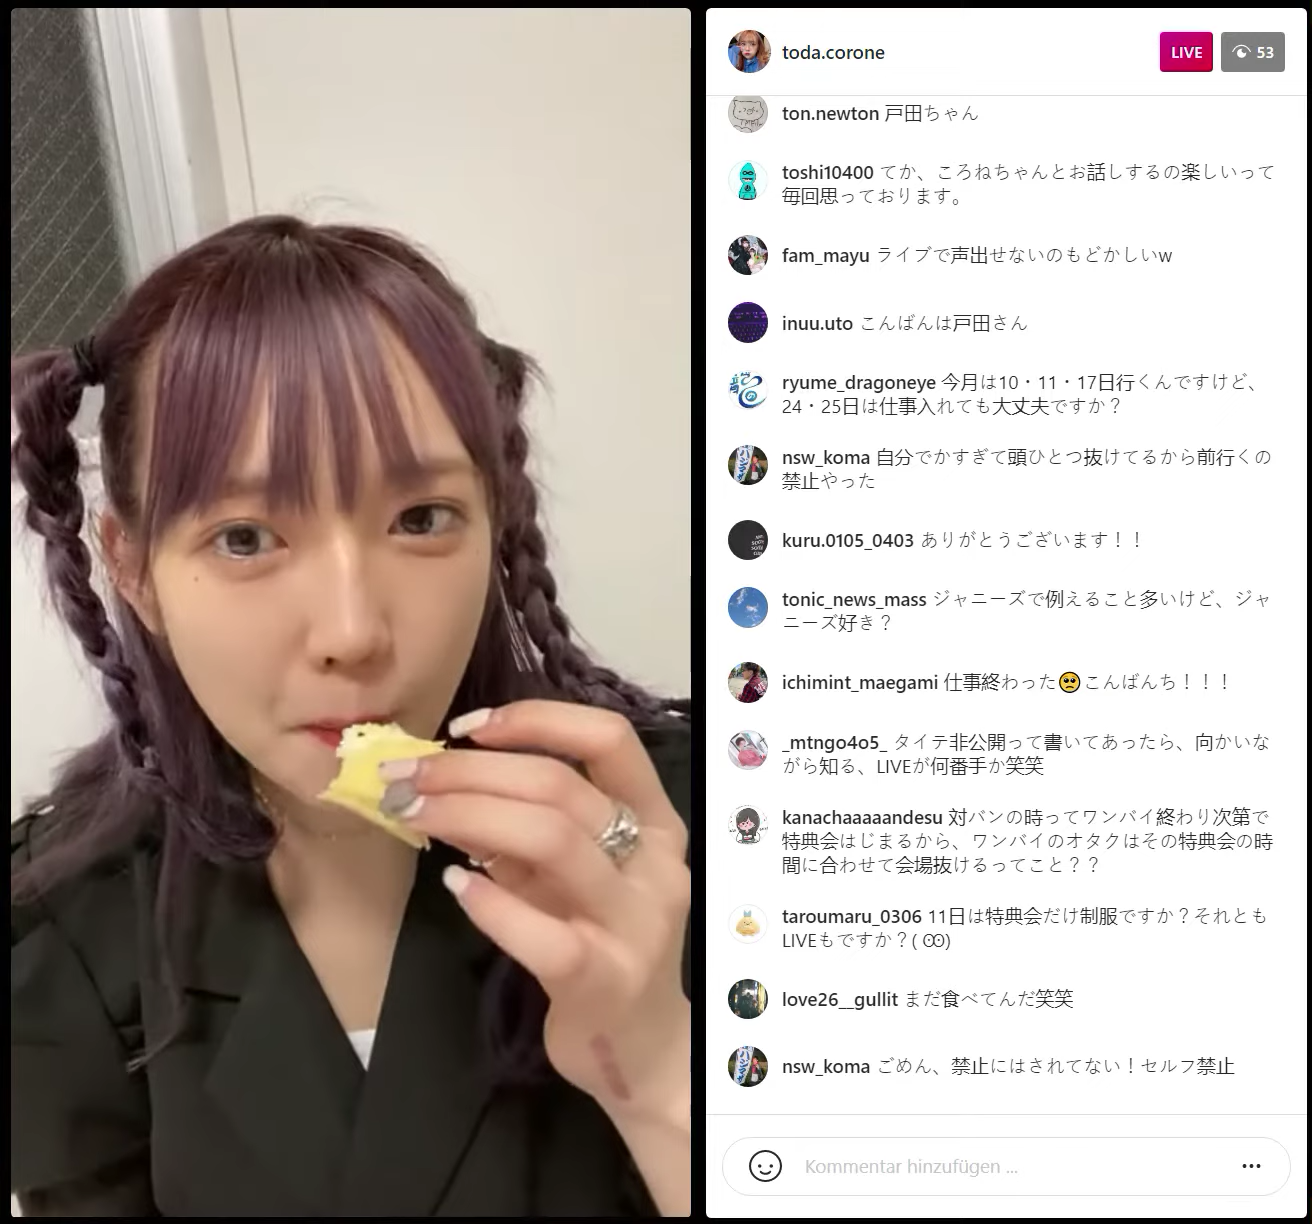 toda.corone
LIVE
53
ton.newton 戸田ちゃん
toshi10400 てか、ころねちゃんとお話しするの楽しいって
毎回思っております。
fam_mayu ライブで声出せないのもどかしいw
inuu.uto こんばんは戸田さん
ryume_dragoneye 今月は10・11・17日行くんですけど、
24・25日は仕事入れても大丈夫ですか？
nsw_koma 自分でかすぎて頭ひとつ抜けてるから前行くの
禁止やった
kuru.0105_0403 ありがとうございます！！
tonic_news_mass ジャニーズで例えること多いけど、ジャ
ニーズ好き？
ichimint_maegami 仕事終わった🥺こんばんち！！！
_mtngo4o5_ タイテ非公開って書いてあったら、向かいな
がら知る、LIVEが何番手か笑笑
kanachaaaaandesu 対バンの時ってワンバイ終わり次第で
特典会はじまるから、ワンバイのオタクはその特典会の時
間に合わせて会場抜けるってこと？？
taroumaru_0306 11日は特典会だけ制服ですか？それとも
LIVEもですか？( ꙭ)
love26__gullit まだ食べてんだ笑笑
nsw_koma ごめん、禁止にはされてない！セルフ禁止
Kommentar hinzufügen ...